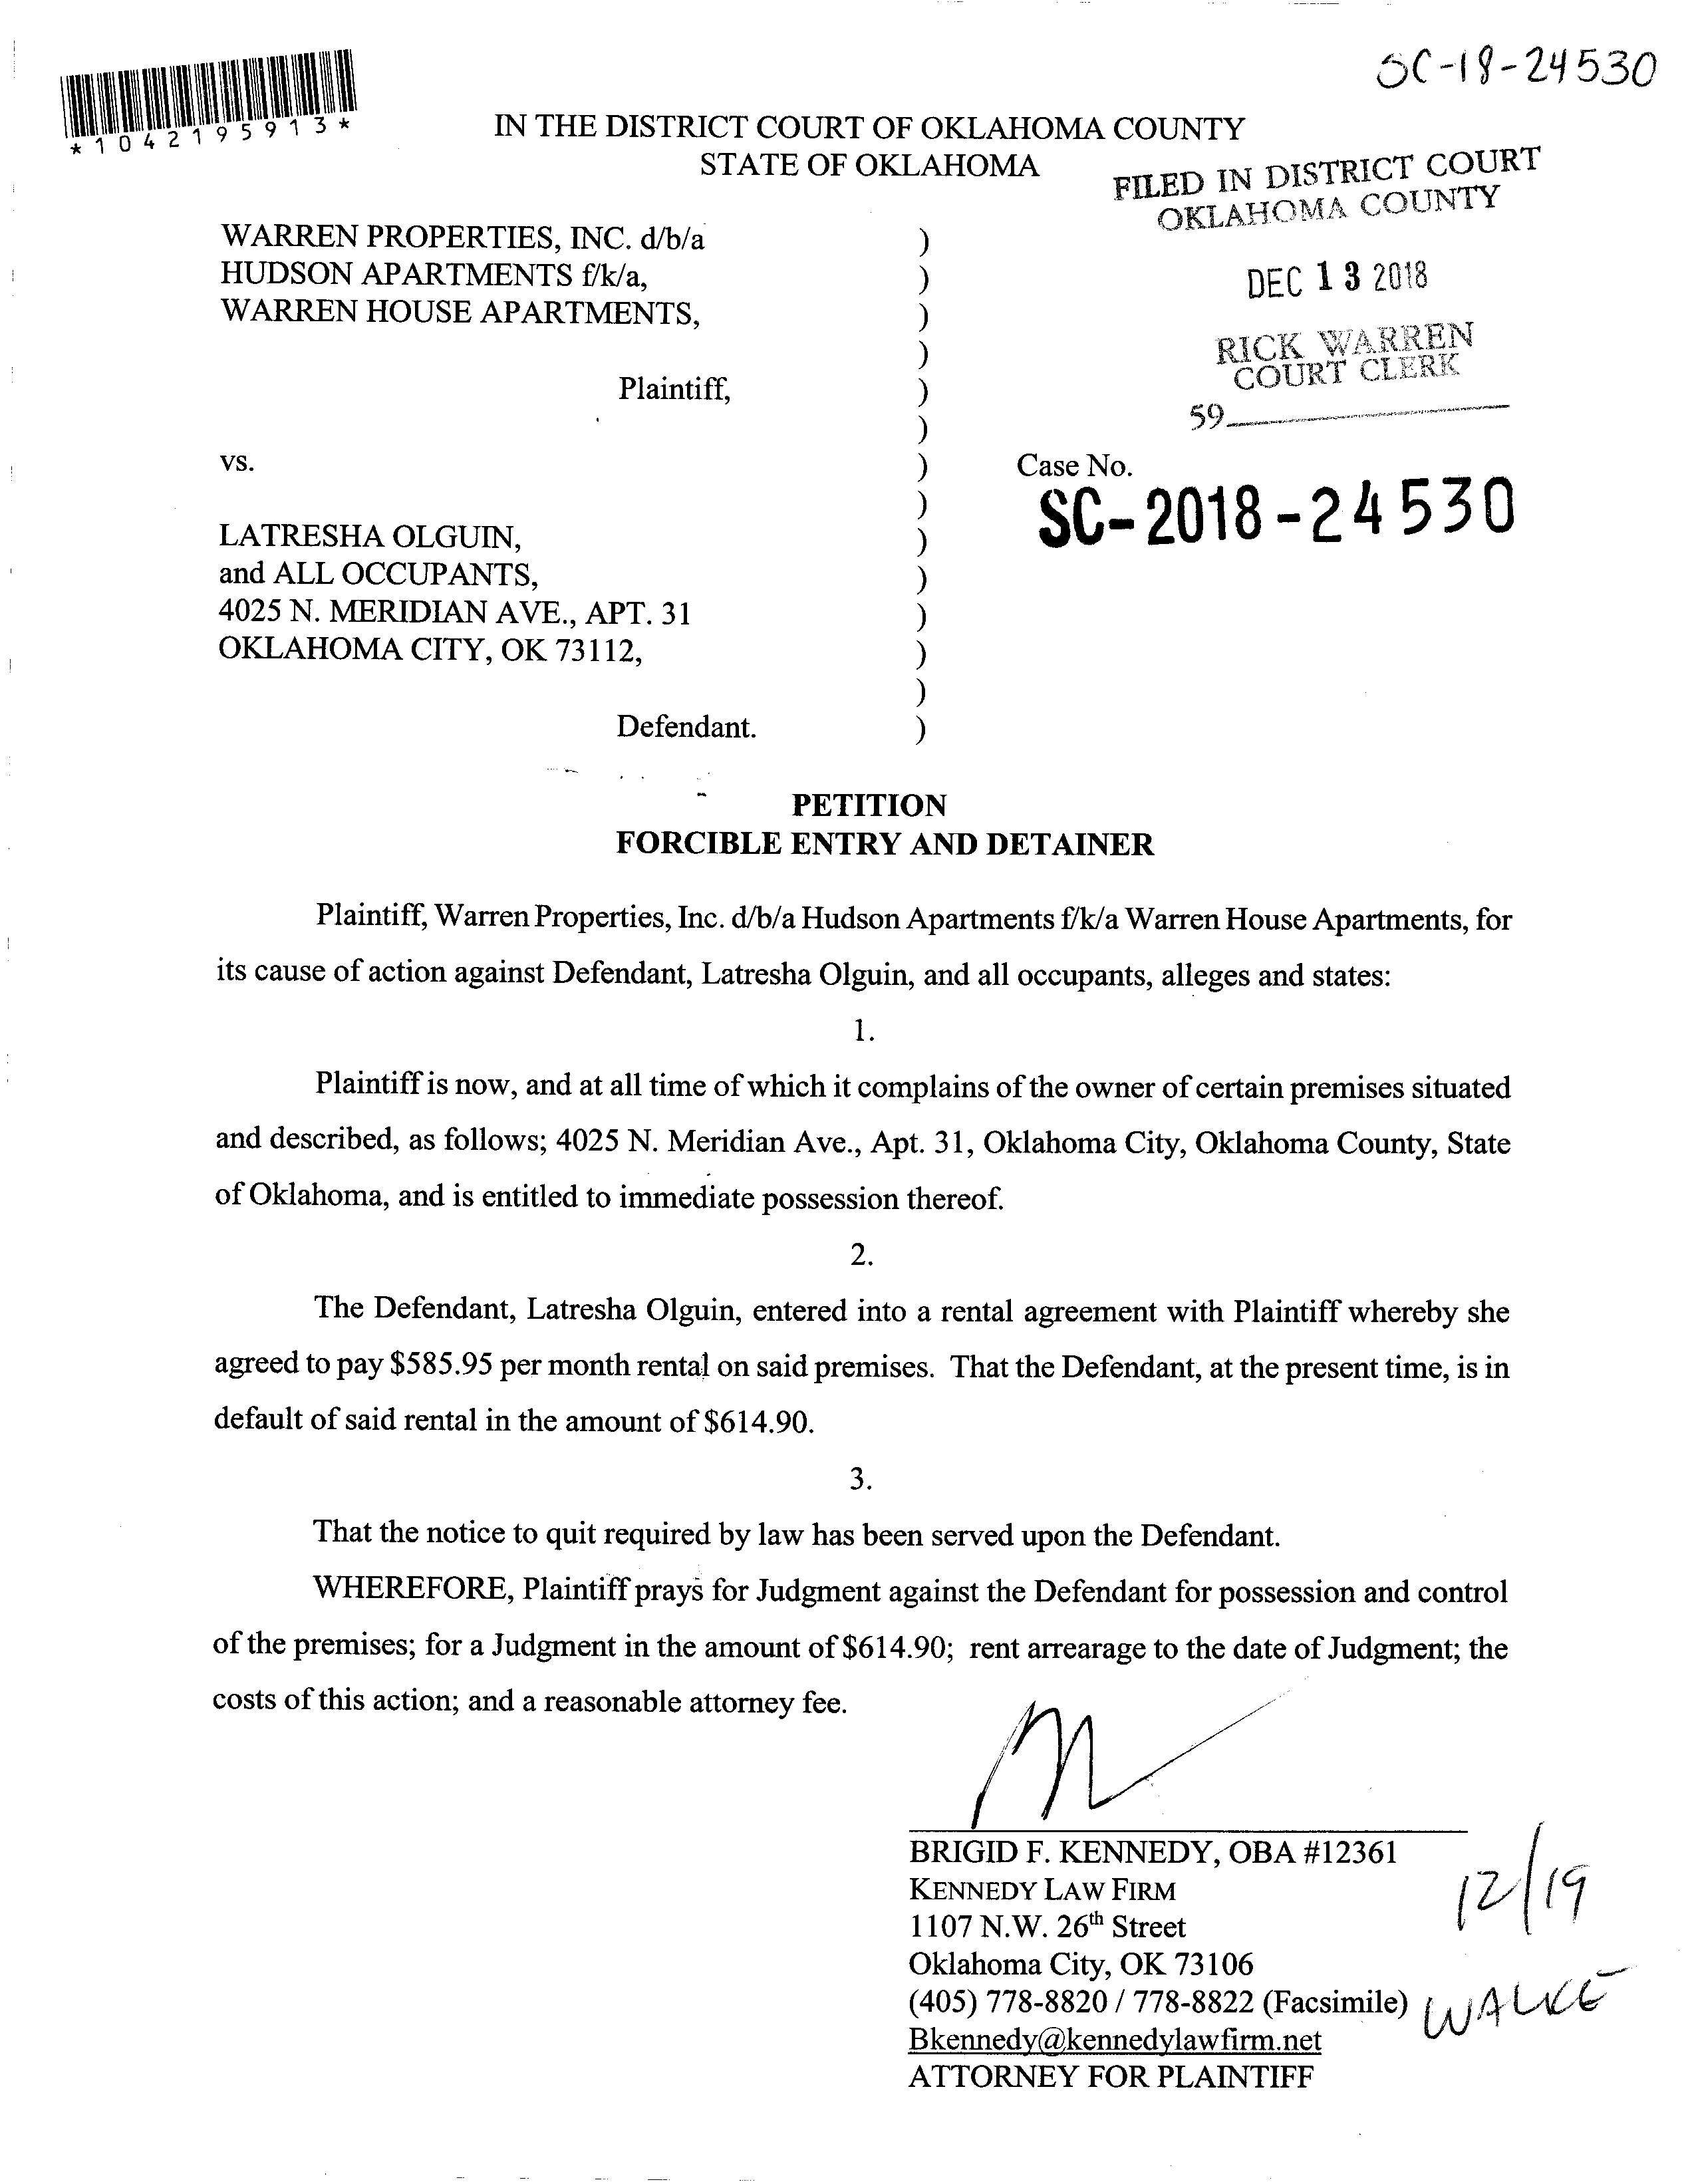 SC-18-24530
*1042195913*
IN THE DISTRICT COURT OF OKLAHOMA COUNTY
STATE OF OKLAHOMA
FILED IN DISTRICT COURT
OKLAHOMA COUNTY
DEC 13 2018
RICK WARREN
COURT CLERK
59
WARREN PROPERTIES, INC. d/b/a )
HUDSON APARTMENTS f/k/a, )
WARREN HOUSE APARTMENTS, )
)
Plaintiff, )
)
vs. ) Case No.
) SC-2018-24530
LATRESHA OLGUIN, )
and ALL OCCUPANTS, )
4025 N. MERIDIAN AVE., APT. 31 )
OKLAHOMA CITY, OK 73112, )
)
Defendant. )
PETITION
FORCIBLE ENTRY AND DETAINER
Plaintiff, Warren Properties, Inc. d/b/a Hudson Apartments f/k/a Warren House Apartments, for
its cause of action against Defendant, Latresha Olguin, and all occupants, alleges and states:
1.
Plaintiff is now, and at all time of which it complains of the owner of certain premises situated
and described, as follows; 4025 N. Meridian Ave., Apt. 31, Oklahoma City, Oklahoma County, State
of Oklahoma, and is entitled to immediate possession thereof.
2.
The Defendant, Latresha Olguin, entered into a rental agreement with Plaintiff whereby she
agreed to pay $585.95 per month rental on said premises. That the Defendant, at the present time, is in
default of said rental in the amount of $614.90.
3.
That the notice to quit required by law has been served upon the Defendant.
WHEREFORE, Plaintiff prays for Judgment against the Defendant for possession and control
of the premises; for a Judgment in the amount of $614.90; rent arrearage to the date of Judgment; the
costs of this action; and a reasonable attorney fee.
BRIGID F. KENNEDY, OBA #12361
KENNEDY LAW FIRM
1107 N.W. 26th Street
Oklahoma City, OK 73106
(405) 778-8820 / 778-8822 (Facsimile)
Bkennedy@kennedylawfirm.net
ATTORNEY FOR PLAINTIFF
12/19
WALKE